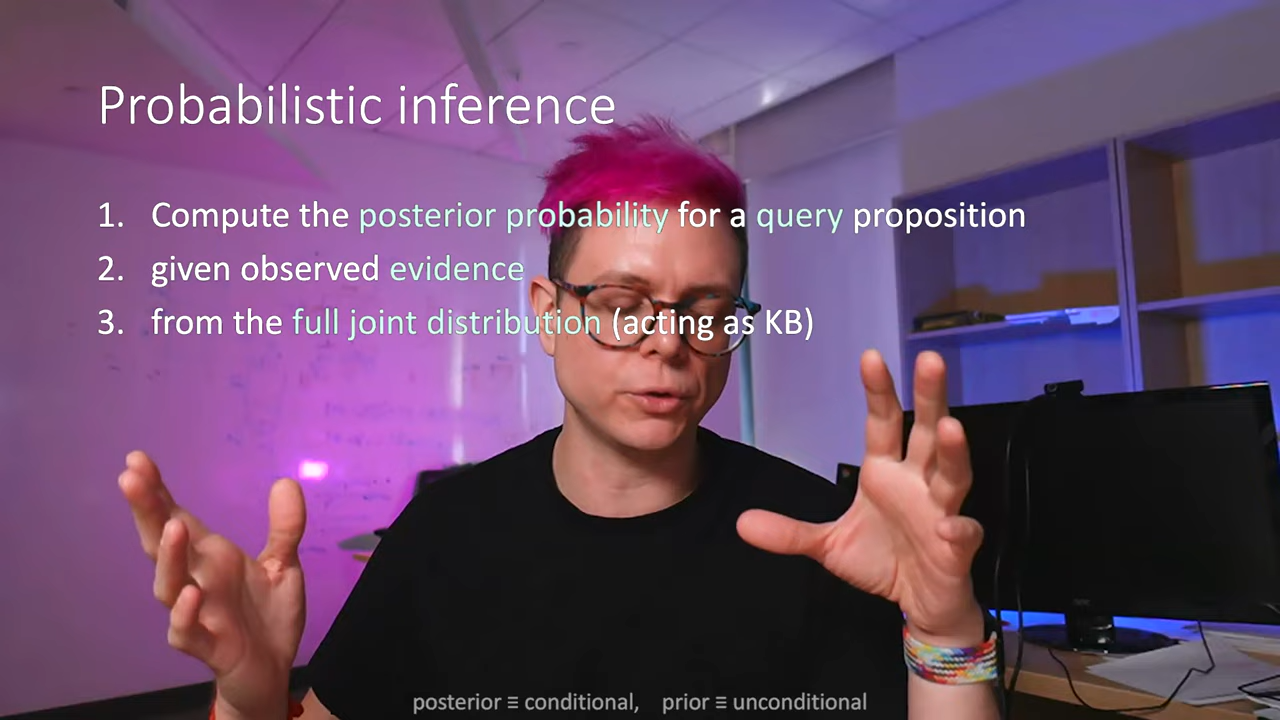 Probabilistic inference
1. Compute the posterior probability for a query proposition
2. given observed evidence
3. from the full joint distribution (acting as KB)
posterior ≡ conditional, prior ≡ unconditional